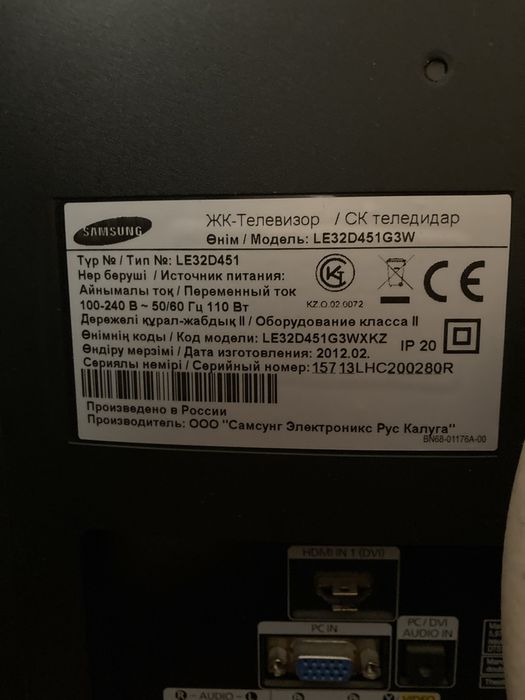 SAMSUNG
ЖК-Телевизор / СК теледидар
Өнім / Модель: LE32D451G3W
Түр № / Тип №: LE32D451
Нәр беруші / Источник питания:
Айнымалы тоқ / Переменный ток
100-240 В ~ 50/60 Гц 110 Вт
KZ.O.02.0072
CE
Дәрежелі құрал-жабдық II / Оборудование класса II
Өнімнің коды / Код модели: LE32D451G3WXKZ
IP 20
Өндіру мерзімі / Дата изготовления: 2012.02.
Сериялы нөмірі / Серийный номер: 15713LHC200280R
Произведено в России
Производитель: ООО "Самсунг Электроникс Рус Калуга"
BN68-01176A-00
HDMI IN 1 (DVI)
PC IN
PC / DVI
AUDIO IN
R - AUDIO - L
VIDEO